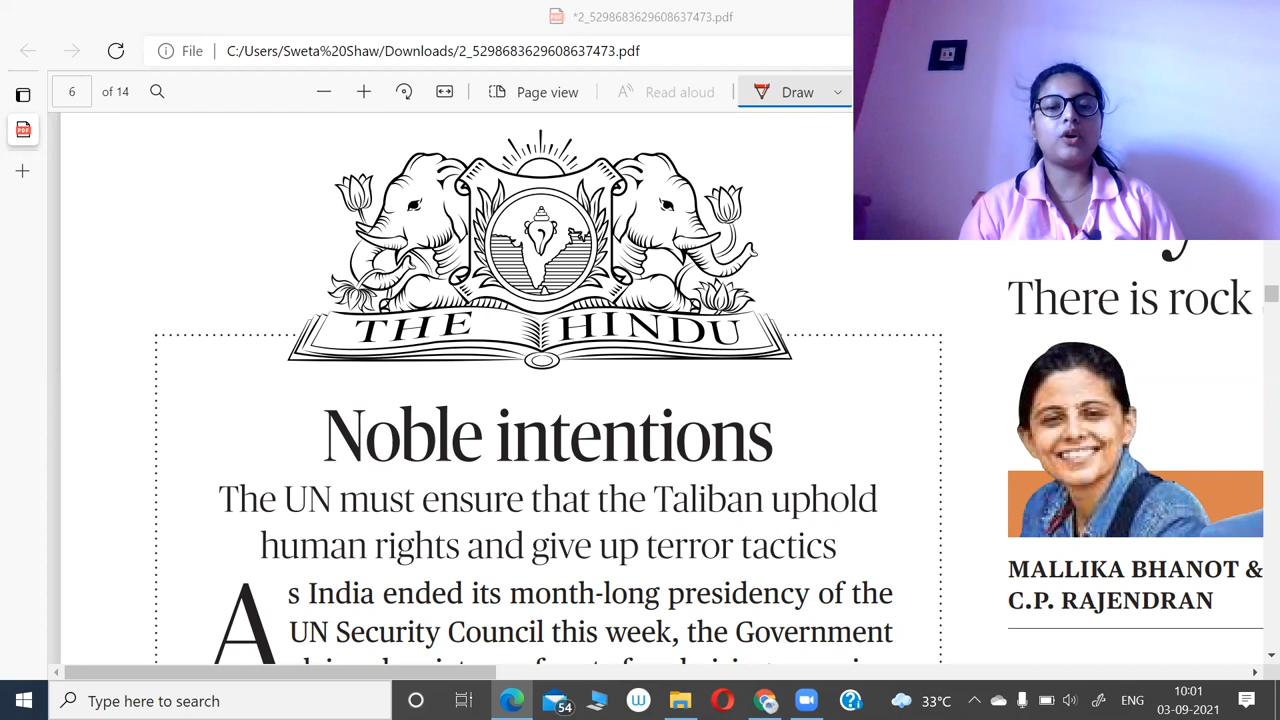 *2_5298683629608637473.pdf
File | C:/Users/Sweta%20Shaw/Downloads/2_5298683629608637473.pdf
6 of 14 Page view Read aloud Draw
THE HINDU
There is rock
Noble intentions
The UN must ensure that the Taliban uphold
human rights and give up terror tactics
As India ended its month-long presidency of the
UN Security Council this week, the Government
MALLIKA BHANOT &
C.P. RAJENDRAN
PDF
Type here to search
54
33°C
ENG
10:01
03-09-2021